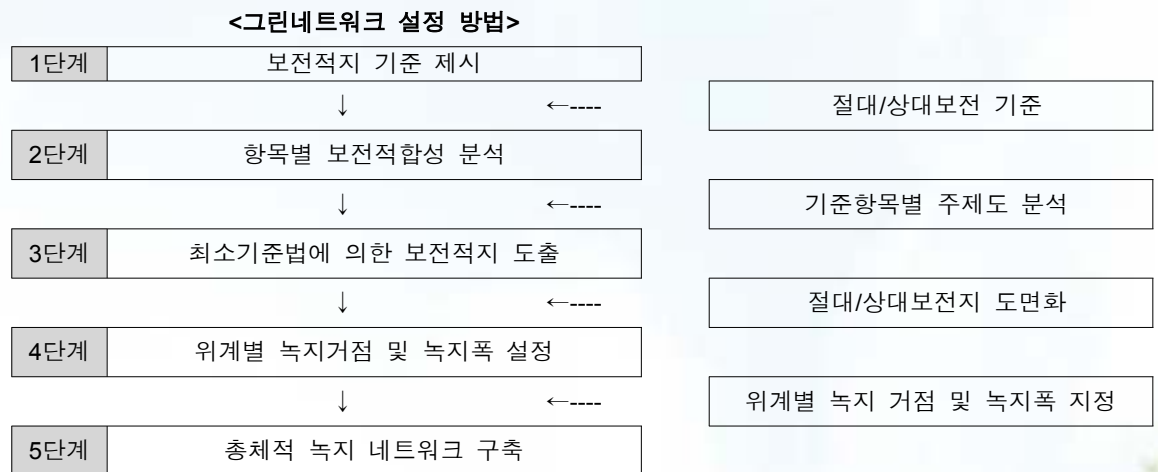 <그린네트워크 설정 방법>
1단계 보전적지 기준 제시
↓ ←---- 절대/상대보전 기준
2단계 항목별 보전적합성 분석
↓ ←---- 기준항목별 주제도 분석
3단계 최소기준법에 의한 보전적지 도출
↓ ←---- 절대/상대보전지 도면화
4단계 위계별 녹지거점 및 녹지폭 설정
↓ ←---- 위계별 녹지 거점 및 녹지폭 지정
5단계 총체적 녹지 네트워크 구축